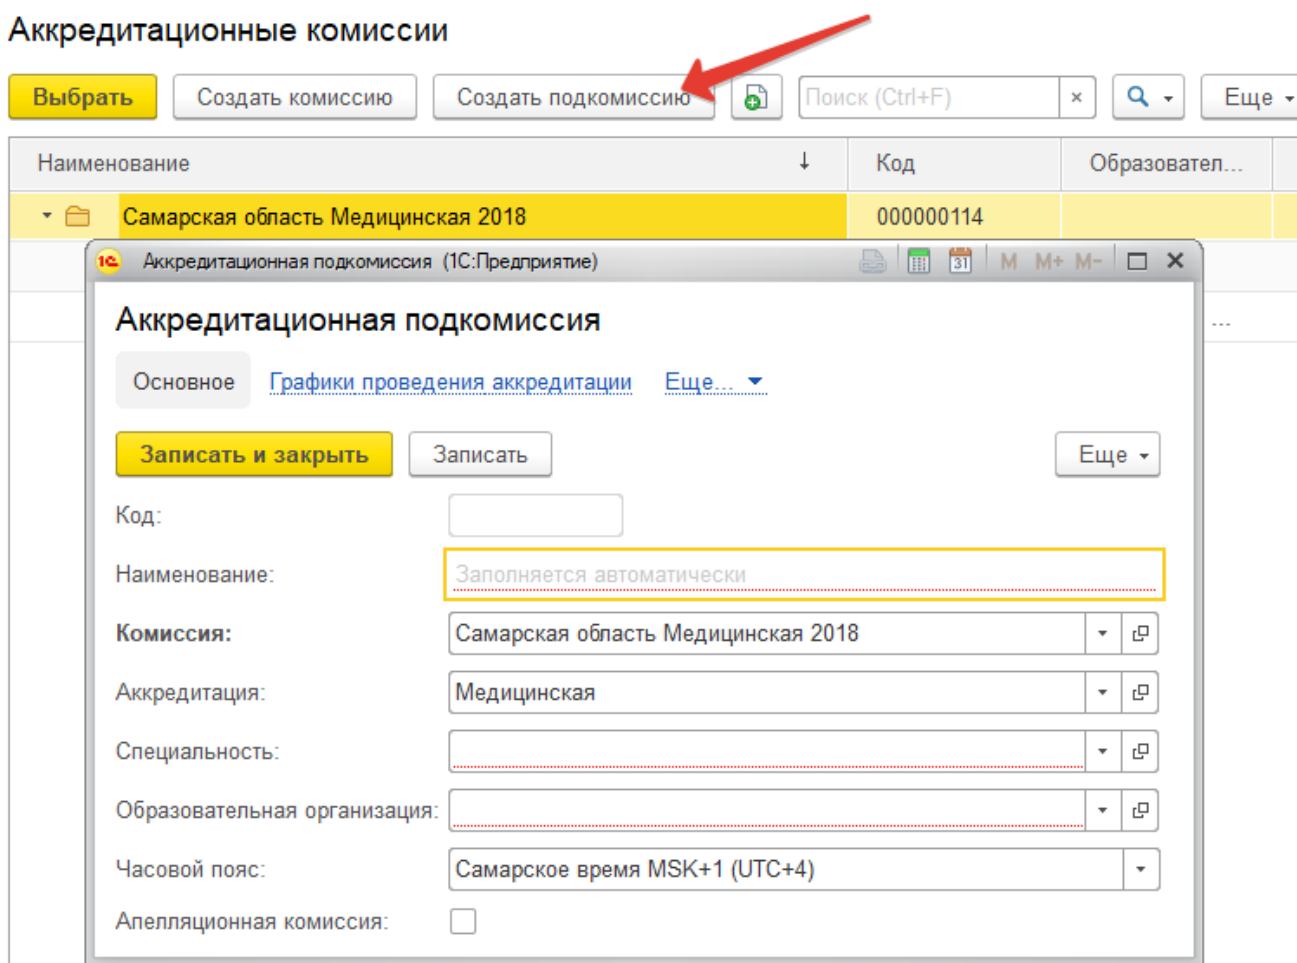 Аккредитационные комиссии
Выбрать Создать комиссию Создать подкомиссию Поиск (Ctrl+F) × Еще
Наименование ↓ Код Образовател...
Самарская область Медицинская 2018 000000114
1С Аккредитационная подкомиссия (1С:Предприятие) 31 M M+ M-
Аккредитационная подкомиссия
...
Основное Графики проведения аккредитации Еще...
Записать и закрыть Записать Еще
Код:
Наименование: Заполняется автоматически
Комиссия: Самарская область Медицинская 2018
Аккредитация: Медицинская
Специальность:
Образовательная организация:
Часовой пояс: Самарское время MSK+1 (UTC+4)
Апелляционная комиссия: